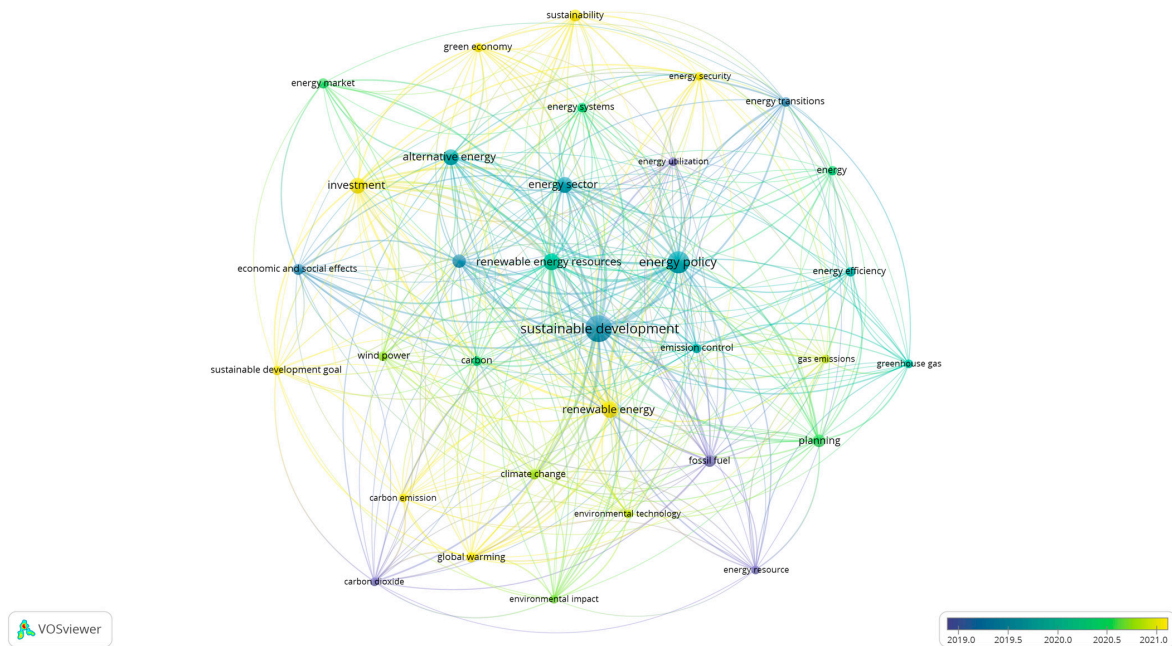 sustainability
green economy
energy security
energy market
energy transitions
energy systems
alternative energy
energy utilization
energy
investment
energy sector
renewable energy resources
energy policy
economic and social effects
energy efficiency
sustainable development
emission control
wind power
carbon
gas emissions
greenhouse gas
sustainable development goal
renewable energy
planning
fossil fuel
climate change
carbon emission
environmental technology
global warming
energy resource
carbon dioxide
environmental impact
VOSviewer
2019.0 2019.5 2020.0 2020.5 2021.0